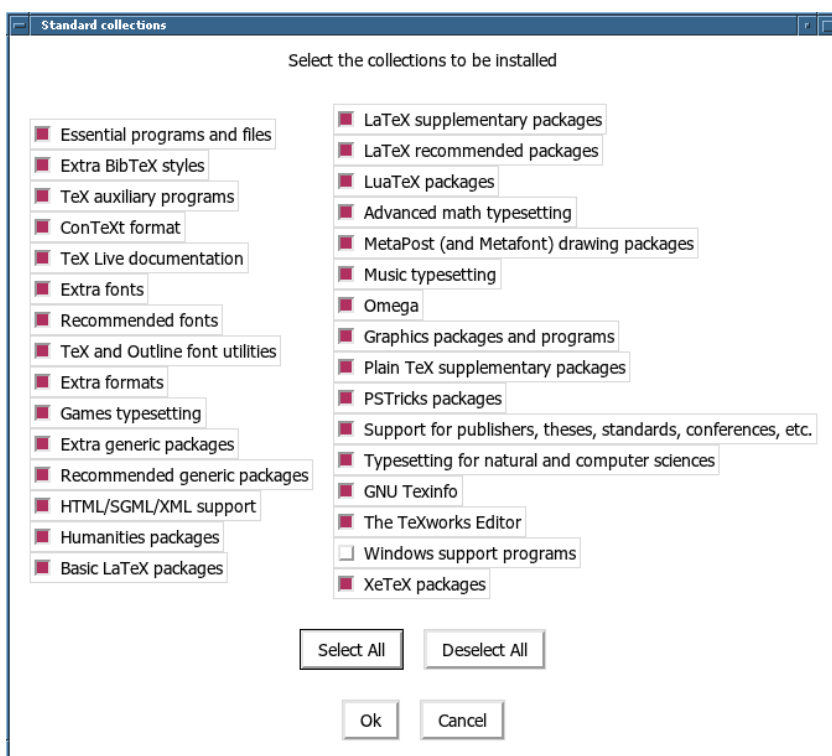 Standard collections
Select the collections to be installed
Essential programs and files
Extra BibTeX styles
TeX auxiliary programs
ConTeXt format
TeX Live documentation
Extra fonts
Recommended fonts
TeX and Outline font utilities
Extra formats
Games typesetting
Extra generic packages
Recommended generic packages
HTML/SGML/XML support
Humanities packages
Basic LaTeX packages
LaTeX supplementary packages
LaTeX recommended packages
LuaTeX packages
Advanced math typesetting
MetaPost (and Metafont) drawing packages
Music typesetting
Omega
Graphics packages and programs
Plain TeX supplementary packages
PSTricks packages
Support for publishers, theses, standards, conferences, etc.
Typesetting for natural and computer sciences
GNU Texinfo
The TeXworks Editor
Windows support programs
XeTeX packages
Select All
Deselect All
Ok
Cancel